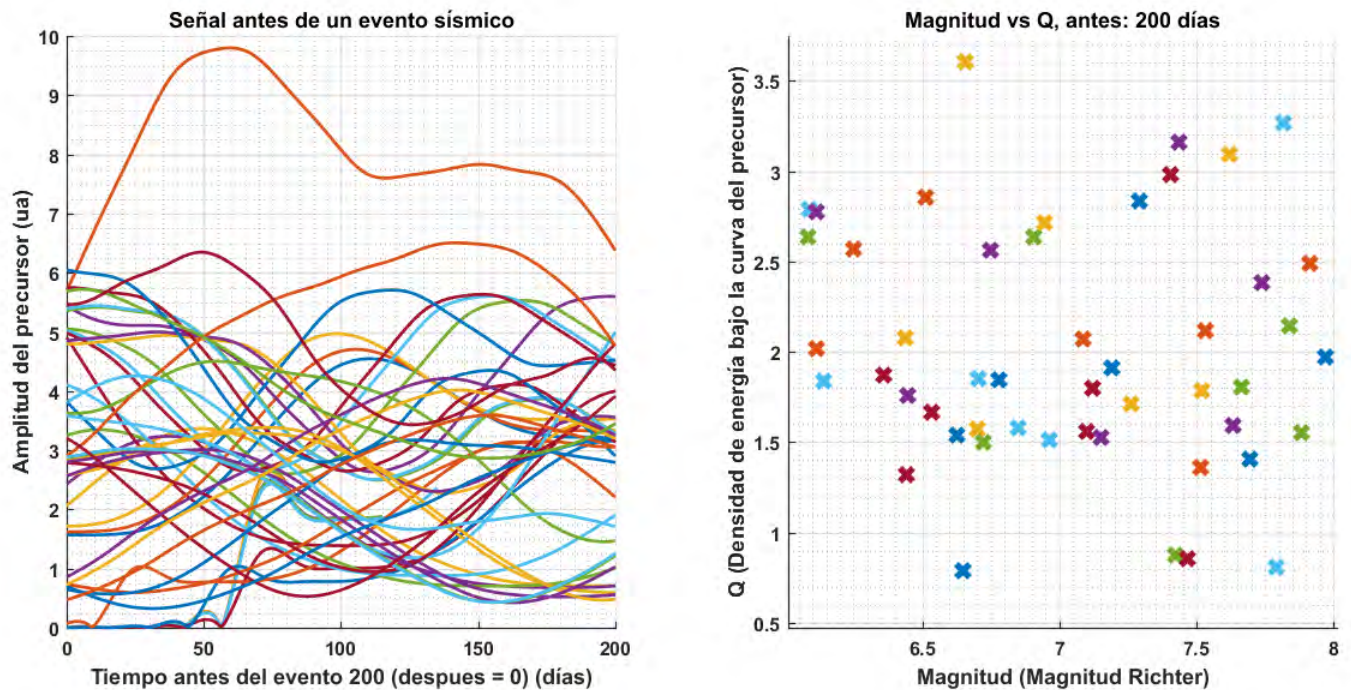 Señal antes de un evento sísmico
10
9
8
7
6
5
4
3
2
1
0
Amplitud del precursor (ua)
0 50 100 150 200
Tiempo antes del evento 200 (despues = 0) (días)
Magnitud vs Q, antes: 200 días
3.5
3
2.5
2
1.5
1
0.5
Q (Densidad de energía bajo la curva del precursor)
6.5 7 7.5 8
Magnitud (Magnitud Richter)